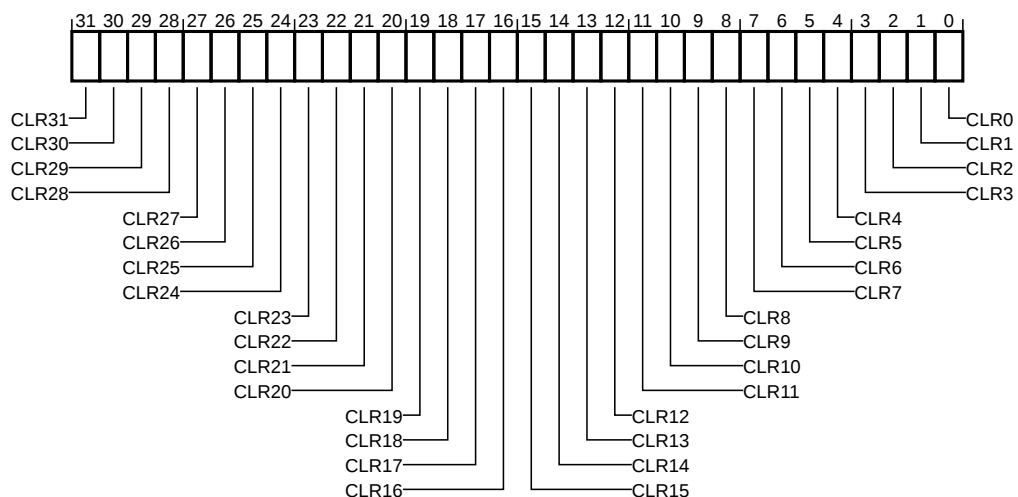 31 30 29 28 27 26 25 24 23 22 21 20 19 18 17 16 15 14 13 12 11 10 9 8 7 6 5 4 3 2 1 0
CLR31 CLR0
CLR30 CLR1
CLR29 CLR2
CLR28 CLR3
CLR27 CLR4
CLR26 CLR5
CLR25 CLR6
CLR24 CLR7
CLR23 CLR8
CLR22 CLR9
CLR21 CLR10
CLR20 CLR11
CLR19 CLR12
CLR18 CLR13
CLR17 CLR14
CLR16 CLR15